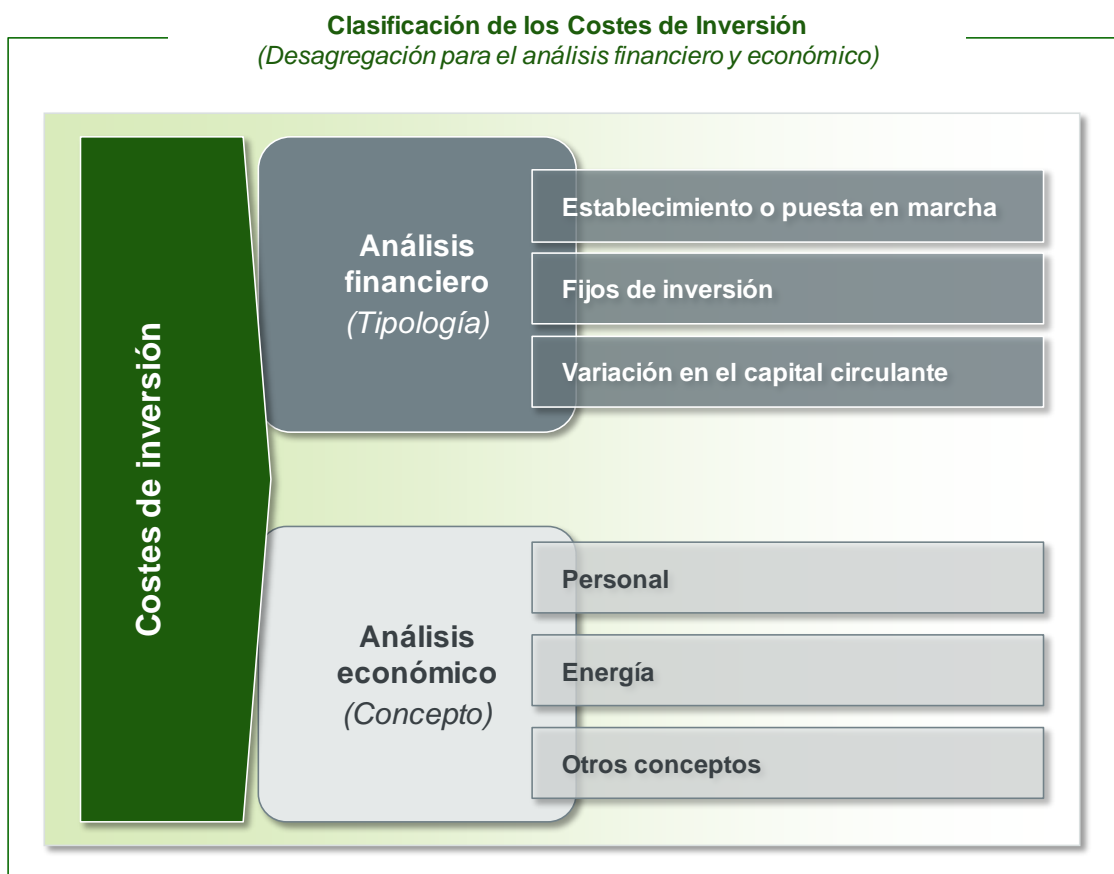 Clasificación de los Costes de Inversión
(Desagregación para el análisis financiero y económico)
Costes de inversión
Análisis
financiero
(Tipología)
Establecimiento o puesta en marcha
Fijos de inversión
Variación en el capital circulante
Análisis
económico
(Concepto)
Personal
Energía
Otros conceptos